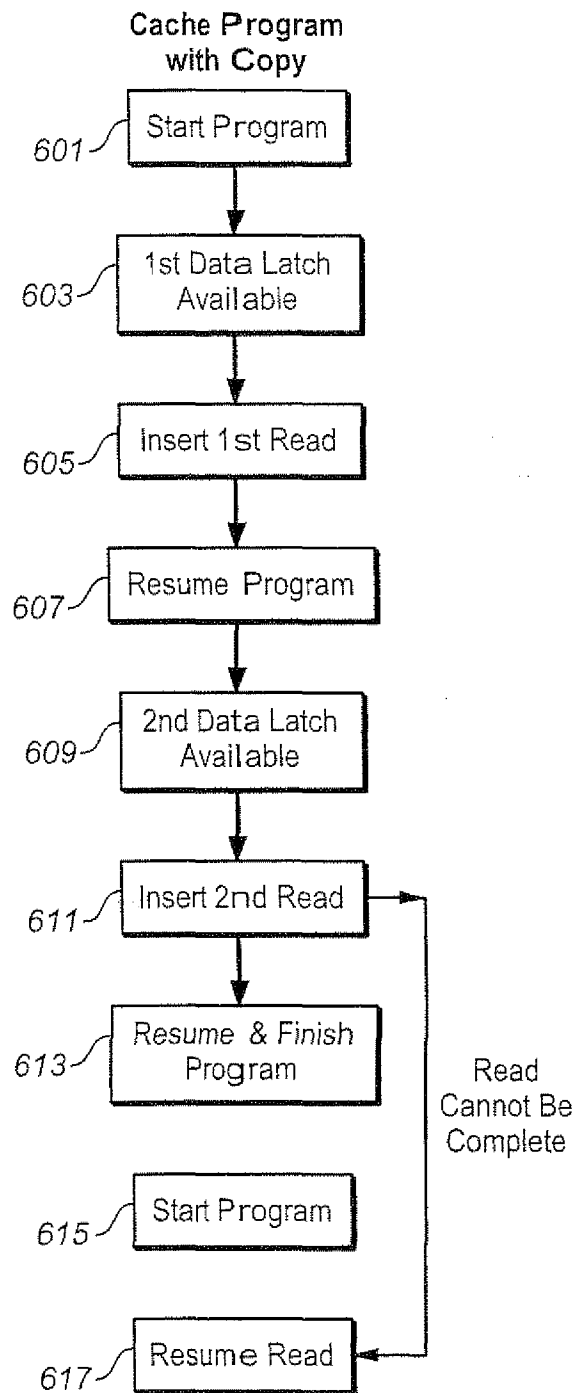 Cache Program
with Copy
601
Start Program
603
1st Data Latch
Available
605
Insert 1st Read
607
Resume Program
609
2nd Data Latch
Available
611
Insert 2nd Read
613
Resume & Finish
Program
Read
Cannot Be
Complete
615
Start Program
617
Resume Read